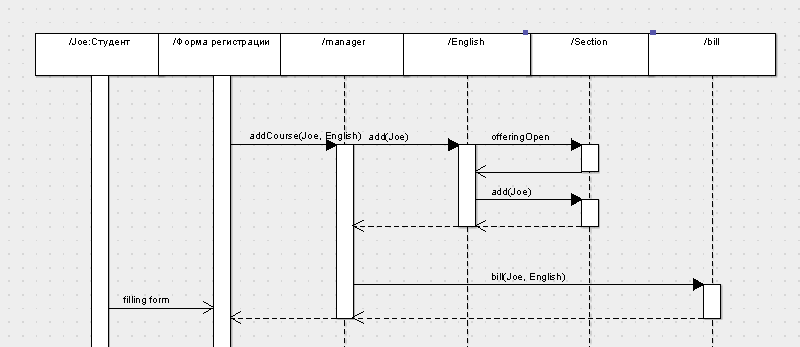 /Joe:Студент
/Форма регистрации
/manager
/English
/Section
/bill
addCourse(Joe, English)
add(Joe)
offeringOpen
add(Joe)
bill(Joe, English)
filling form